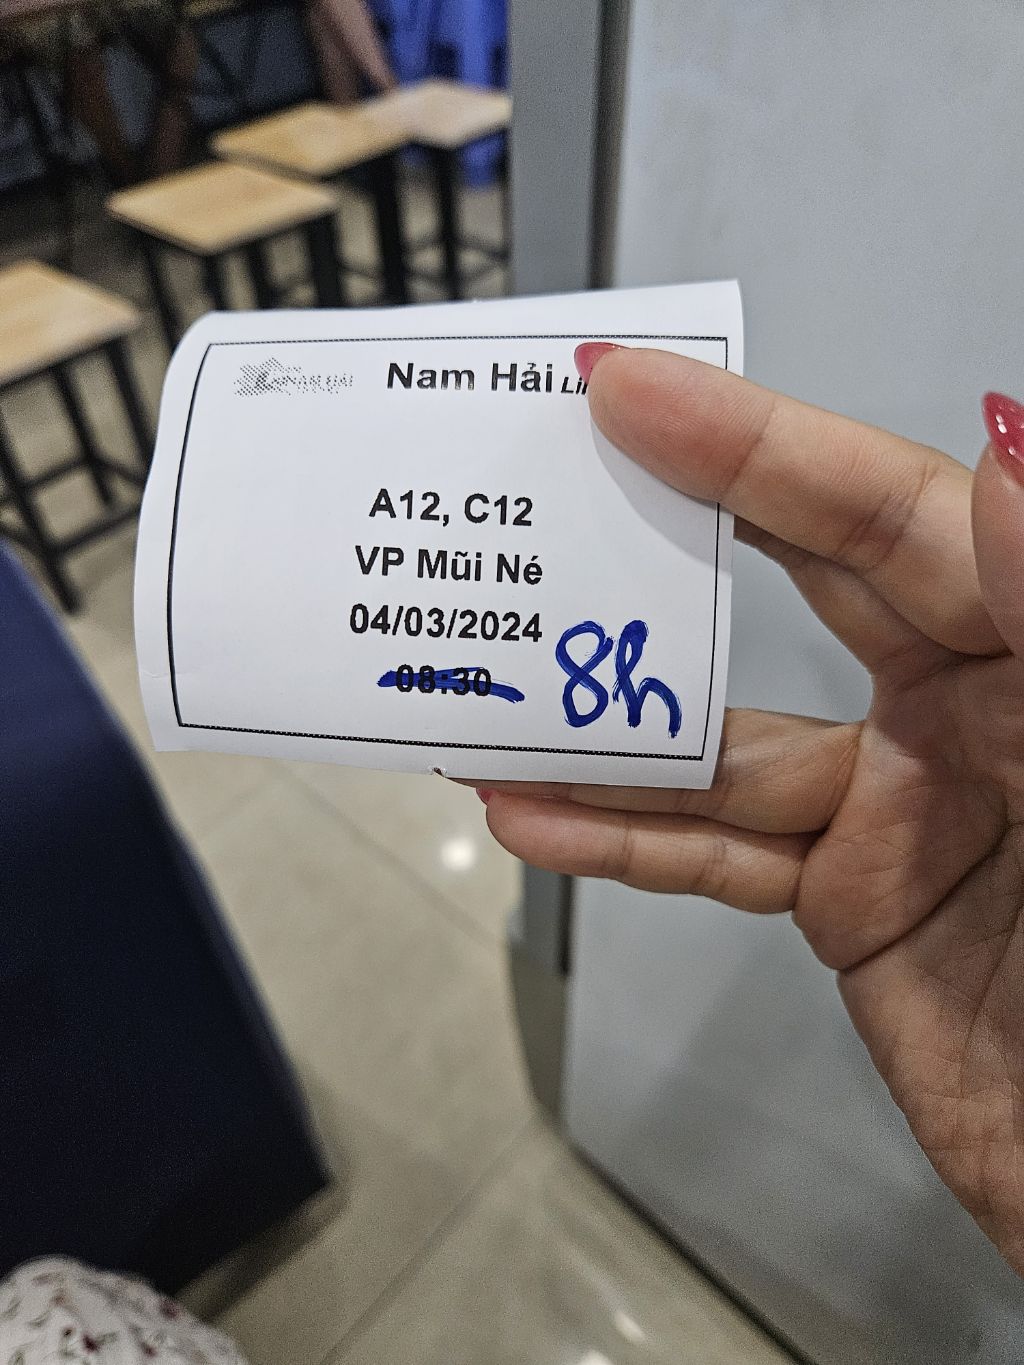 Nam Hải
A12, C12
VP Mũi Né
04/03/2024
08:30 8h